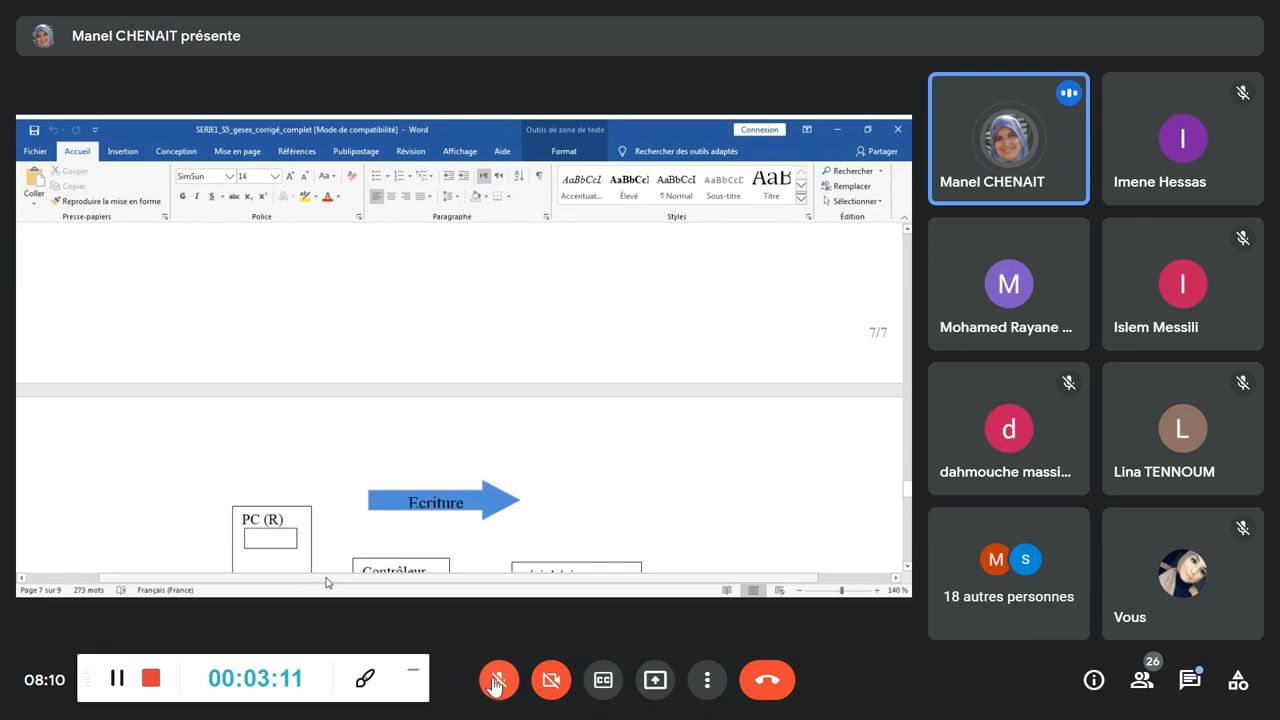 Manel CHENAIT présente
SERIE1_S5_geses_corrigé_complet [Mode de compatibilité] - Word
Outils de zone de texte
Connexion
Fichier Accueil Insertion Conception Mise en page Références Publipostage Révision Affichage Aide Format Rechercher des outils adaptés Partager
Coller
Couper
Copier
Reproduire la mise en forme
Presse-papiers
SimSun 14
G I S abc x₂ x²
Police
Paragraphe
AaBbCcI AaBbCcI AaBbCcI AaBbCcC AaB
Accentuat... Élevé ¶ Normal Sous-titre Titre
Styles
Rechercher
Remplacer
Sélectionner
Édition
7/7
Ecriture
PC (R)
Contrôleur
Page 7 sur 9 273 mots Français (France) 140 %
Manel CHENAIT
I
Imene Hessas
M
Mohamed Rayane ...
I
Islem Messili
d
dahmouche massi...
L
Lina TENNOUM
M S
18 autres personnes
Vous
08:10
00:03:11
26